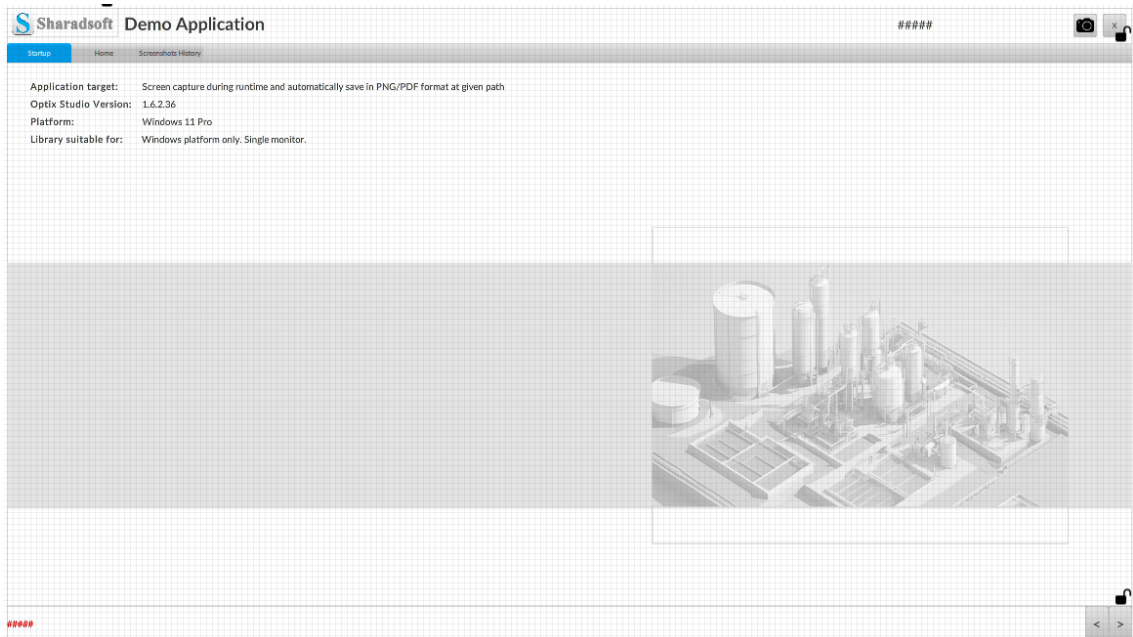 Sharadsoft Demo Application
#####
x
Startup Home Screenshots History
Application target: Screen capture during runtime and automatically save in PNG/PDF format at given path
Optix Studio Version: 1.6.2.36
Platform: Windows 11 Pro
Library suitable for: Windows platform only. Single monitor.
#####
< >